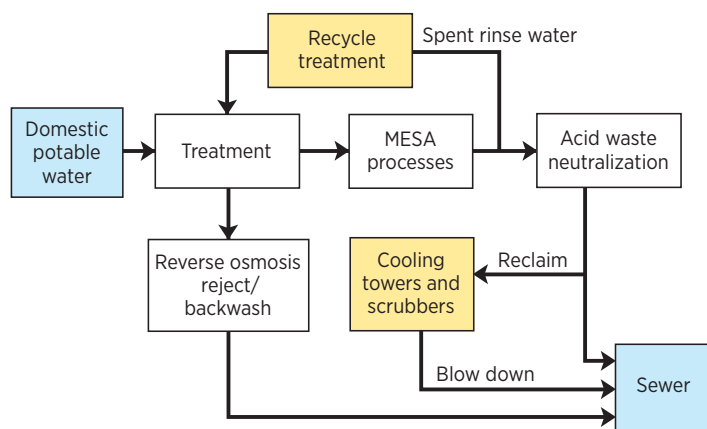 Recycle
treatment
Spent rinse water
Domestic
potable
water
Treatment
MESA
processes
Acid waste
neutralization
Reverse osmosis
reject/
backwash
Cooling
towers and
scrubbers
Reclaim
Blow down
Sewer